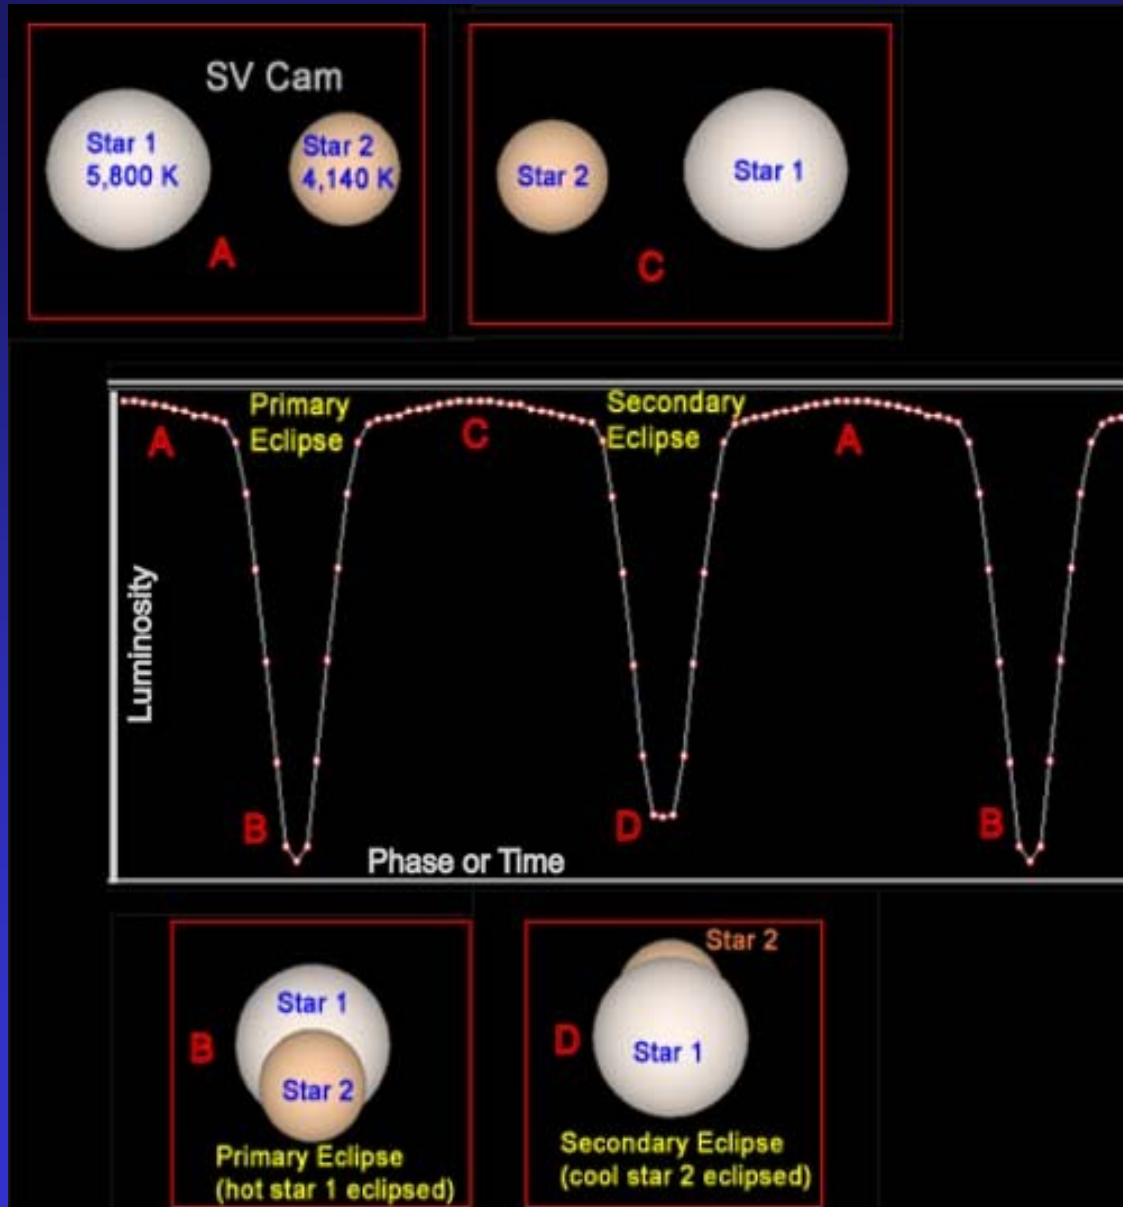 SV Cam
Star 1
5,800 K
Star 2
4,140 K
A
Star 2
Star 1
C
Primary
Eclipse
Secondary
Eclipse
A
C
A
Luminosity
B
D
B
Phase or Time
Star 1
B
Star 2
Primary Eclipse
(hot star 1 eclipsed)
Star 2
D
Star 1
Secondary Eclipse
(cool star 2 eclipsed)